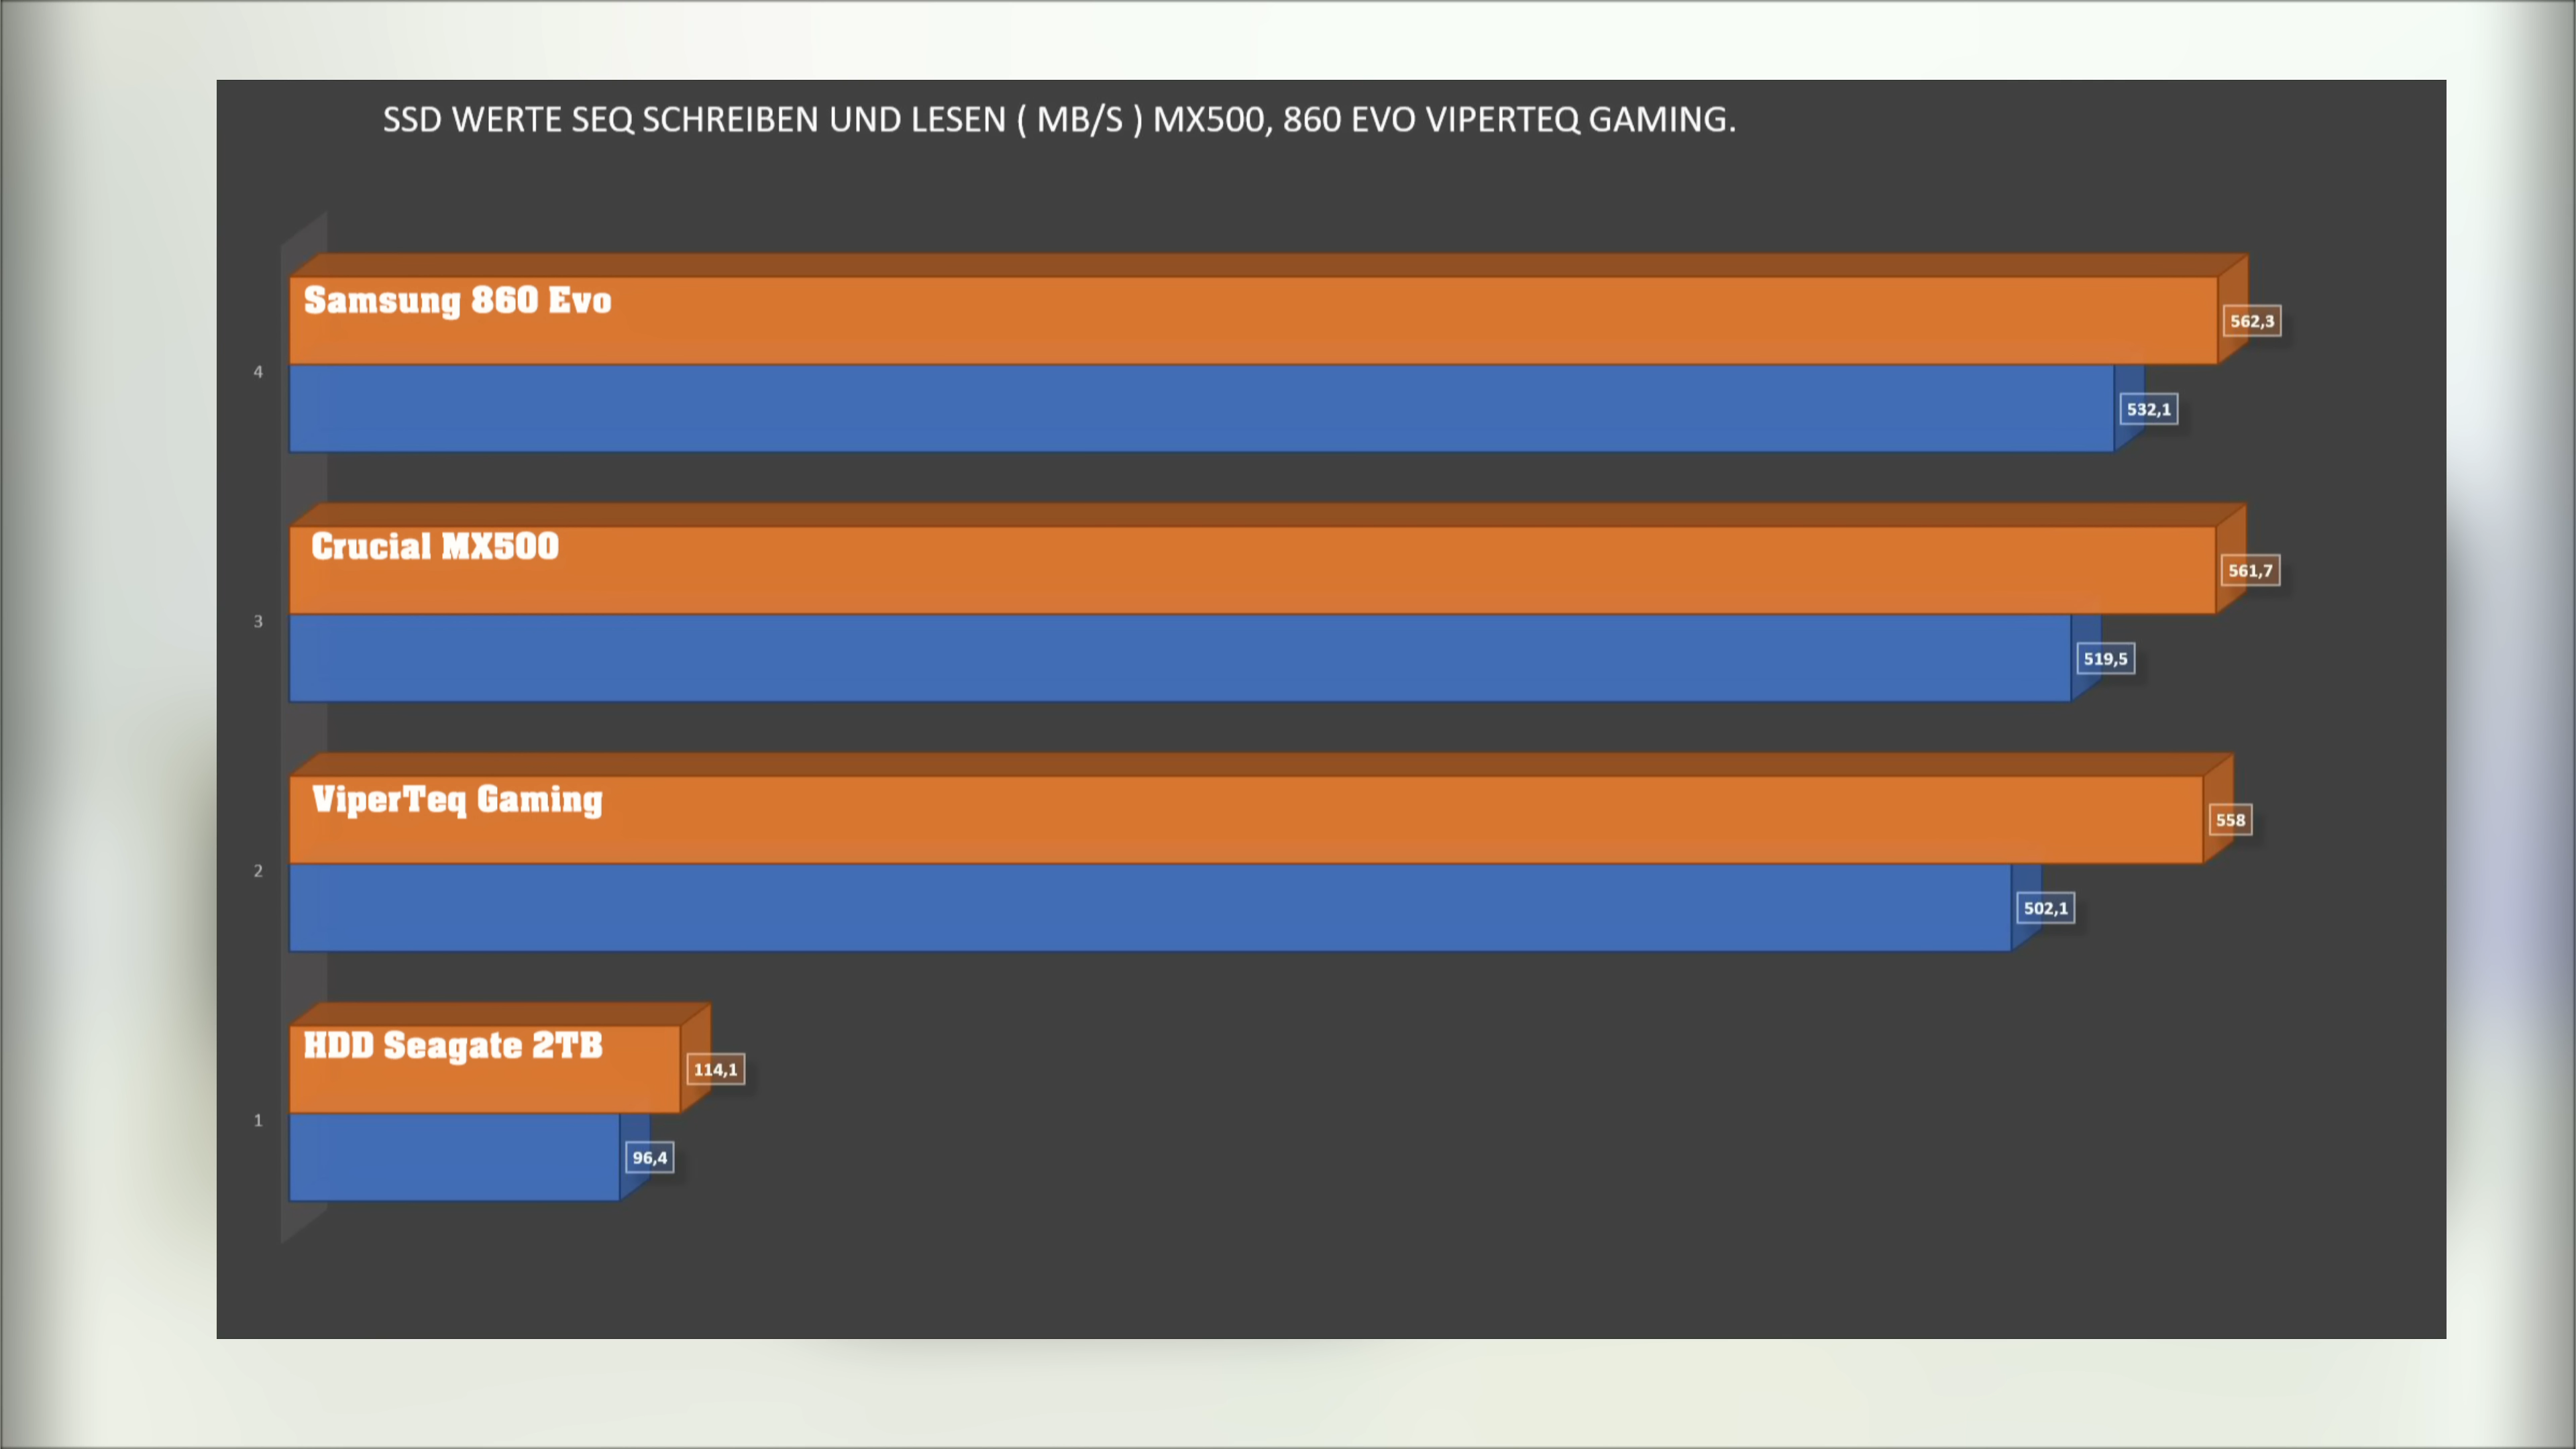 SSD WERTE SEQ SCHREIBEN UND LESEN ( MB/S ) MX500, 860 EVO VIPERTEQ GAMING.
Samsung 860 Evo
562,3
4
532,1
Crucial MX500
561,7
3
519,5
ViperTeq Gaming
558
2
502,1
HDD Seagate 2TB
114,1
1
96,4